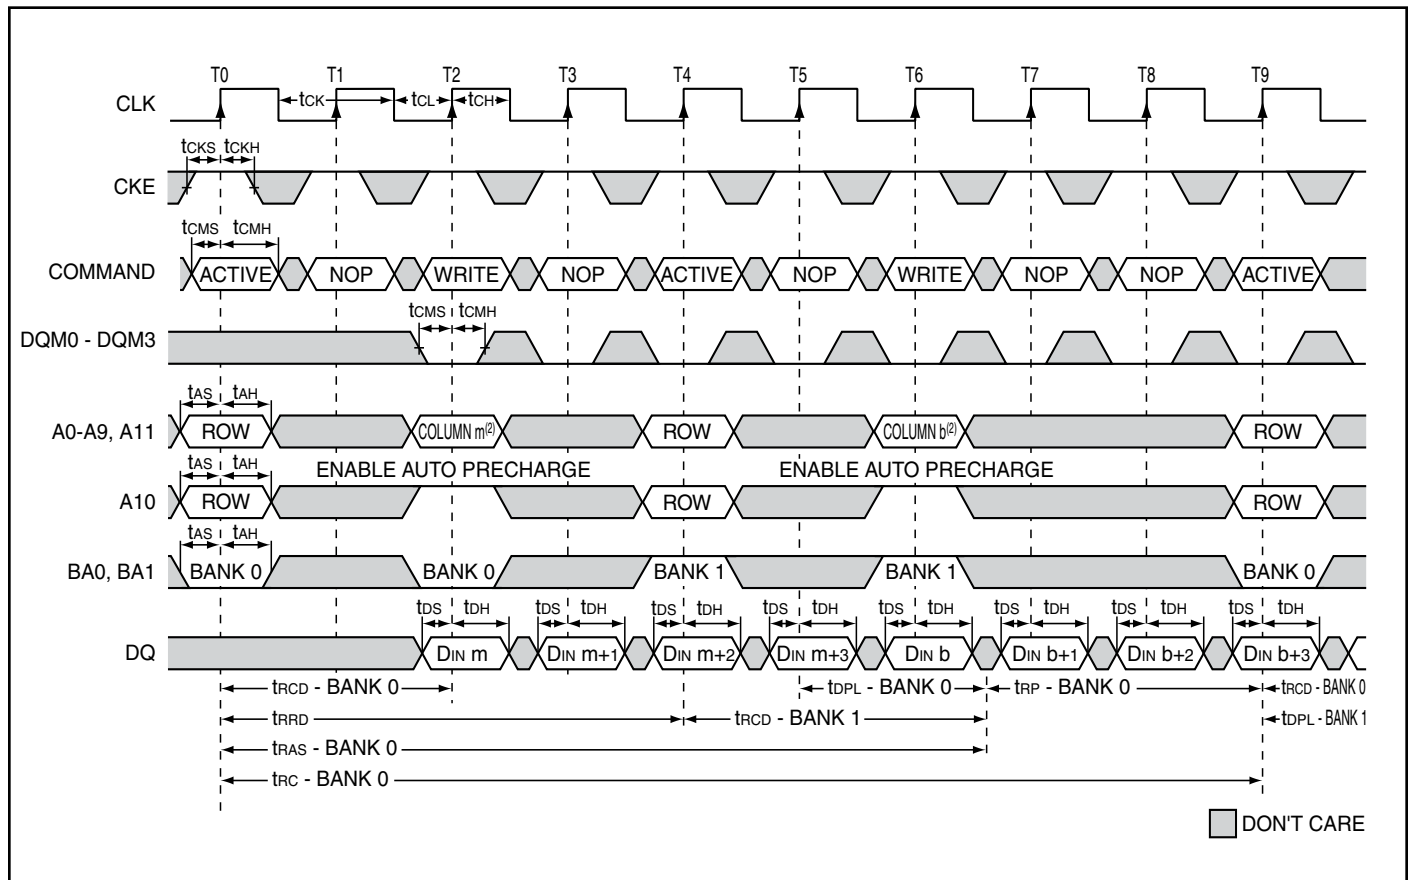 T0 T1 T2 T3 T4 T5 T6 T7 T8 T9
CLK tCK tCL tCH
tCKS tCKH
CKE
tCMS tCMH
COMMAND ACTIVE NOP WRITE NOP ACTIVE NOP WRITE NOP NOP ACTIVE
tCMS tCMH
DQM0 - DQM3
tAS tAH
A0-A9, A11 ROW COLUMN m(2) ROW COLUMN b(2) ROW
tAS tAH ENABLE AUTO PRECHARGE ENABLE AUTO PRECHARGE
A10 ROW ROW ROW
tAS tAH
BA0, BA1 BANK 0 BANK 0 BANK 1 BANK 1 BANK 0
tDS tDH tDS tDH tDS tDH tDS tDH tDS tDH tDS tDH tDS tDH tDS tDH
DQ DIN m DIN m+1 DIN m+2 DIN m+3 DIN b DIN b+1 DIN b+2 DIN b+3
tRCD - BANK 0 tDPL - BANK 0 tRP - BANK 0 tRCD - BANK 0
tRRD tRCD - BANK 1 tDPL - BANK 1
tRAS - BANK 0
tRC - BANK 0
DON'T CARE